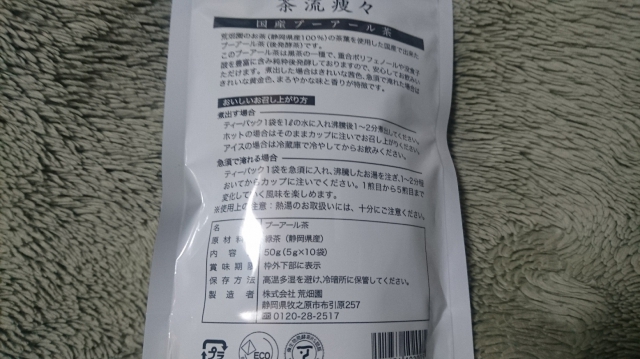 茶流痩々
国産プーアール茶
荒畑園のお茶(静岡県産100%)の茶葉を使用した国産で出来た
プーアール茶(後発酵茶)です。
このプーアール茶は黒茶の一種で、重合ポリフェノールや没食子
酸を豊富に含み純粋後発酵しておりますので、安心してお飲みい
ただけます。煮出した場合はきれいな茜色、急須で淹れた場合は
きれいな黄金色、まろやかな味と香りが特徴です。
おいしいお召し上がり方
煮出す場合
ティーパック1袋を1ℓの水に入れ沸騰後1~2分煮出してください。
ホットの場合はそのままカップに注いでお召し上がりください。
アイスの場合は冷蔵庫で冷やしてからお飲みください。
急須で淹れる場合
ティーパック1袋を急須に入れ、沸騰したお湯を注ぎ、1~2分程
おいてからカップに注いでください。1煎目から5煎目まで
変化していく風味を楽しめます。
※使用上の注意:熱湯のお取扱いには、十分にご注意ください。
名 プーアール茶
原材料 緑茶(静岡県産)
内容 50g(5g×10袋)
賞味期限 枠外下部に表示
保存方法 高温多湿を避け、冷暗所に保管してください。
製造者 株式会社 荒畑園
静岡県牧之原市布引原257
0120-28-2517
プラ
ECO